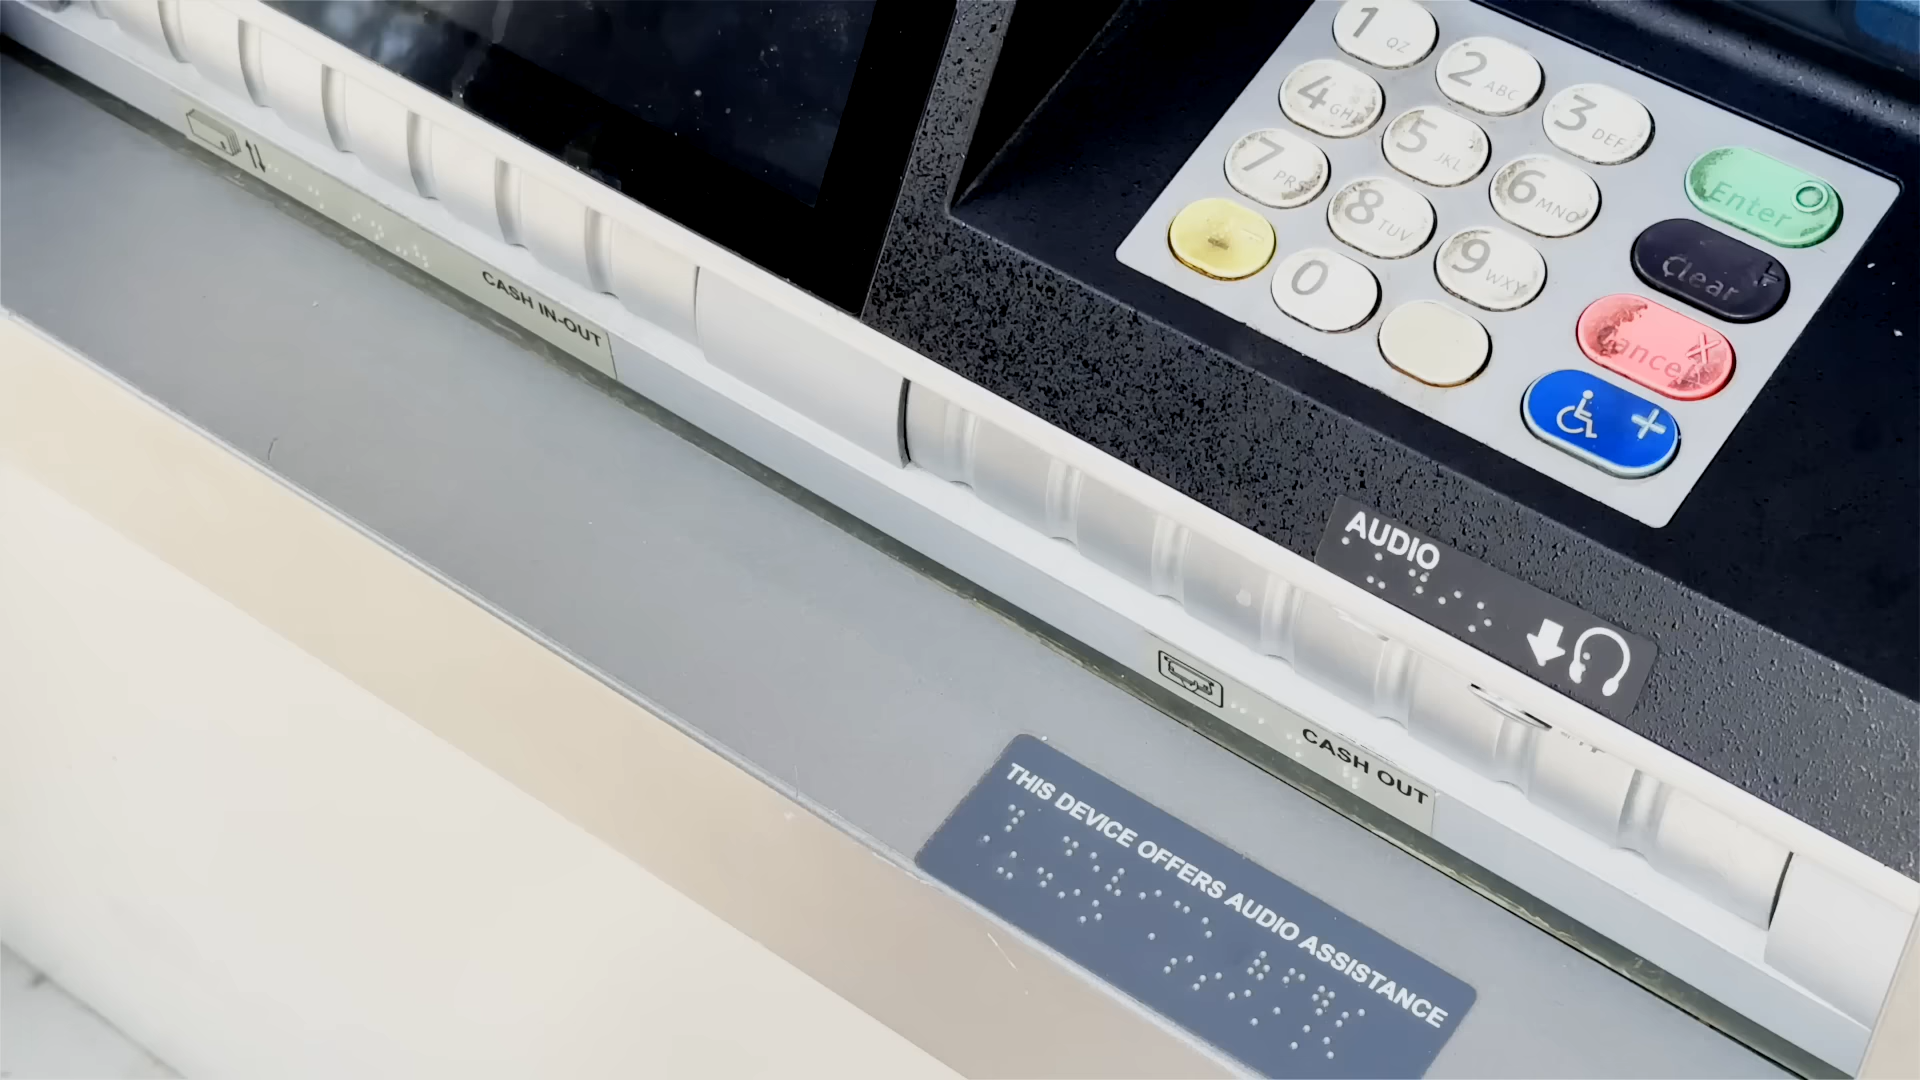 1 QZ
2 ABC
3 DEF
4 GHI
5 JKL
6 MNO
Enter
7 PRS
8 TUV
9 WXY
Clear
0
Cancel
CASH IN-OUT
AUDIO
CASH OUT
THIS DEVICE OFFERS AUDIO ASSISTANCE